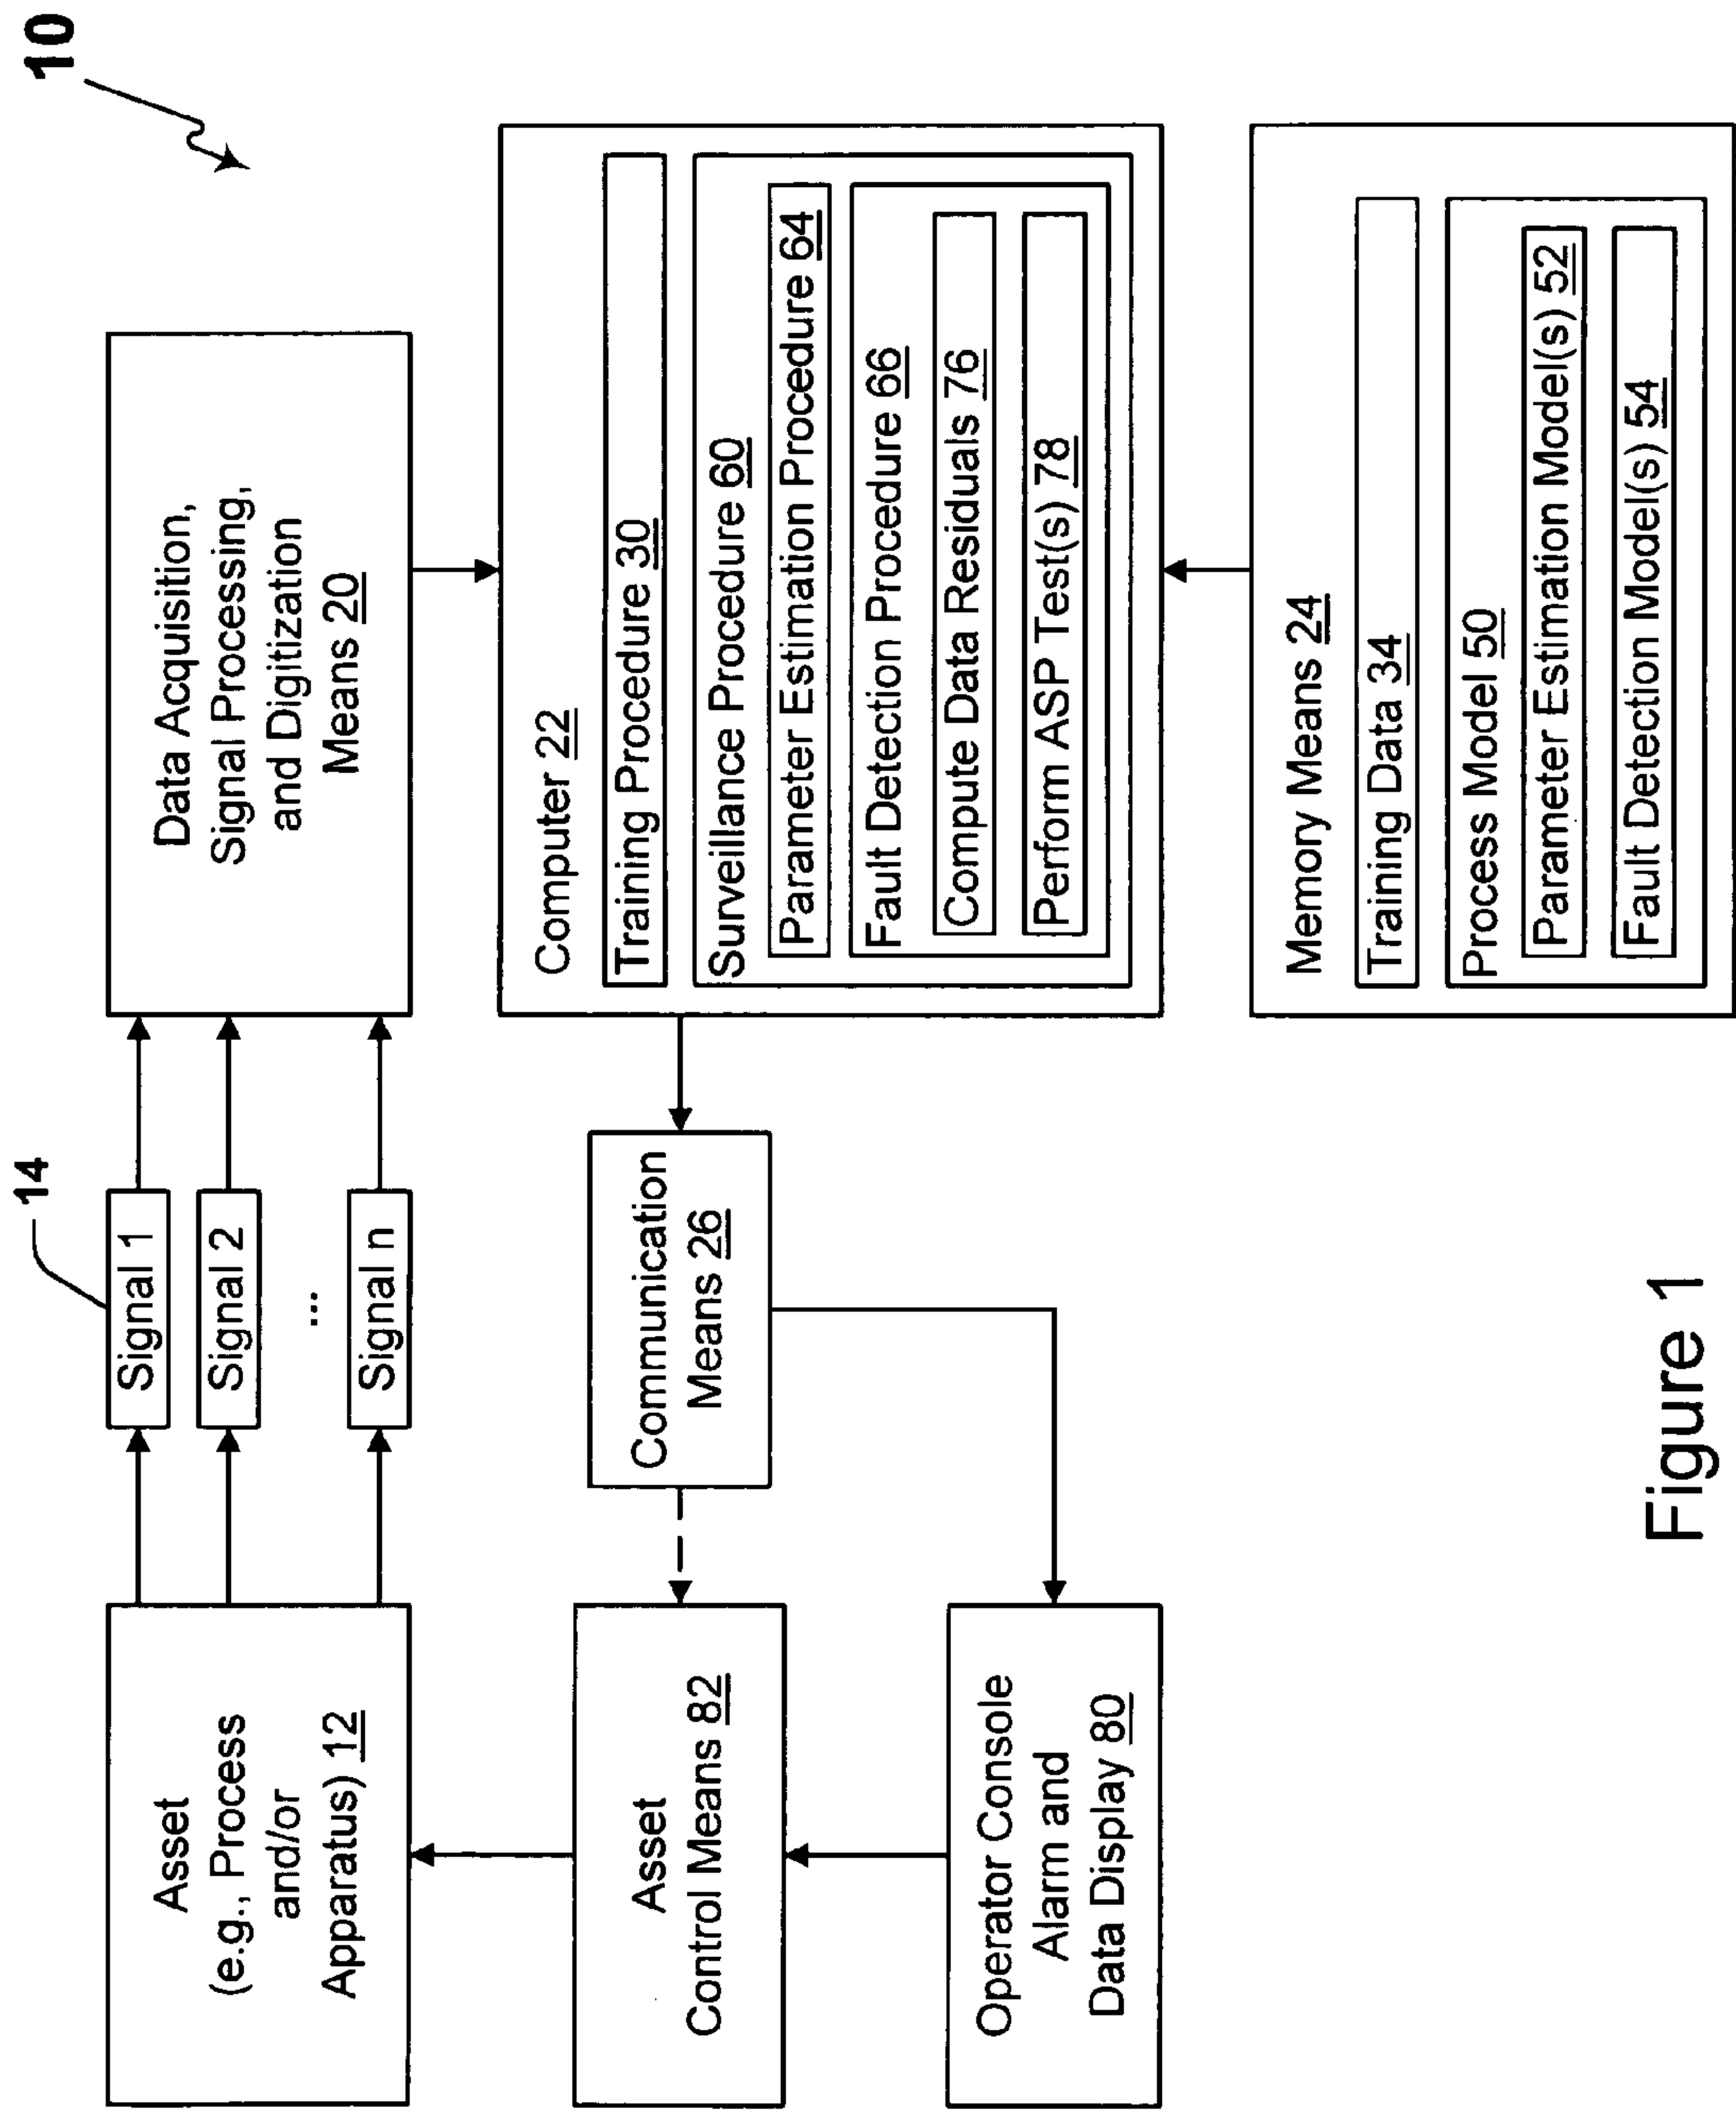 10
14
Asset
(e.g., Process
and/or
Apparatus) 12
Signal 1
Signal 2
...
Signal n
Data Acquisition,
Signal Processing,
and Digitization
Means 20
Asset
Control Means 82
Communication
Means 26
Computer 22
Training Procedure 30
Surveillance Procedure 60
Parameter Estimation Procedure 64
Fault Detection Procedure 66
Compute Data Residuals 76
Perform ASP Test(s) 78
Operator Console
Alarm and
Data Display 80
Memory Means 24
Training Data 34
Process Model 50
Parameter Estimation Model(s) 52
Fault Detection Model(s) 54
Figure 1